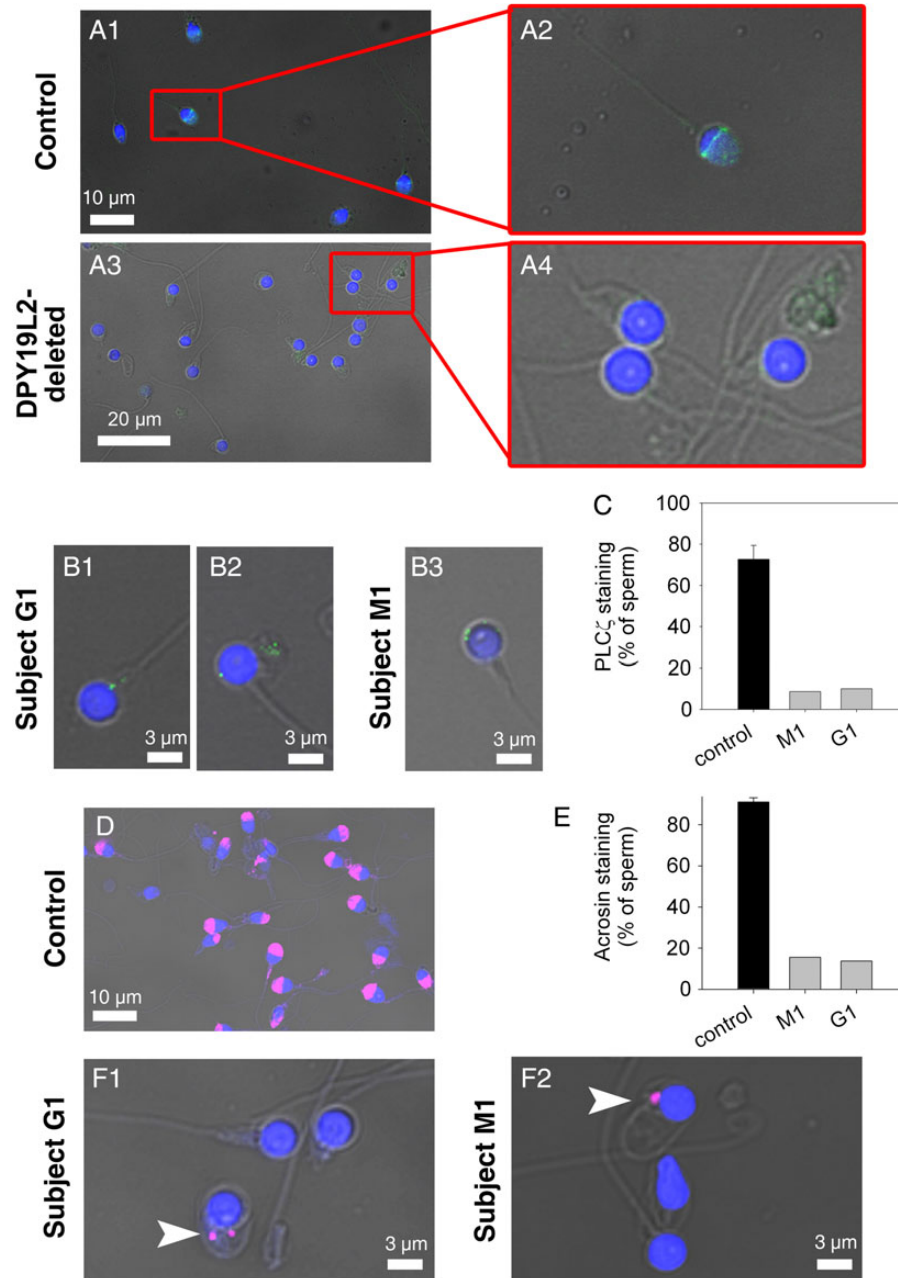 Control
A1
10 µm
A2
DPY19L2-
deleted
A3
20 µm
A4
Subject G1
B1
3 µm
B2
3 µm
Subject M1
B3
3 µm
C
PLCζ staining
(% of sperm)
100
80
60
40
20
0
control
M1
G1
Control
D
10 µm
E
Acrosin staining
(% of sperm)
80
60
40
20
0
control
M1
G1
Subject G1
F1
3 µm
Subject M1
F2
3 µm